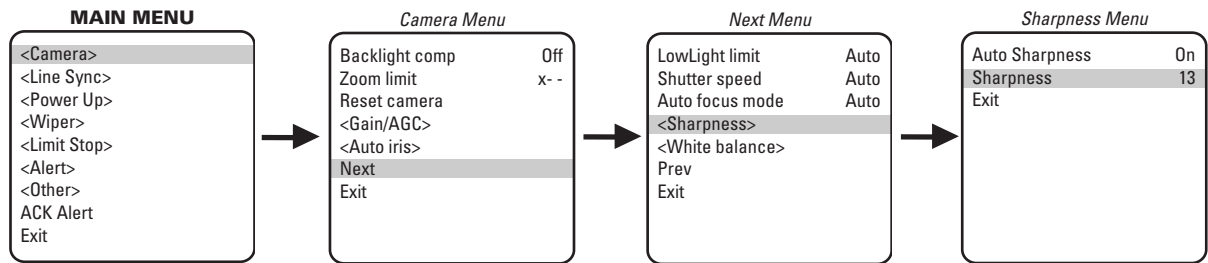 MAIN MENU
<Camera>
<Line Sync>
<Power Up>
<Wiper>
<Limit Stop>
<Alert>
<Other>
ACK Alert
Exit
Camera Menu
Backlight comp Off
Zoom limit x- -
Reset camera
<Gain/AGC>
<Auto iris>
Next
Exit
Next Menu
LowLight limit Auto
Shutter speed Auto
Auto focus mode Auto
<Sharpness>
<White balance>
Prev
Exit
Sharpness Menu
Auto Sharpness On
Sharpness 13
Exit